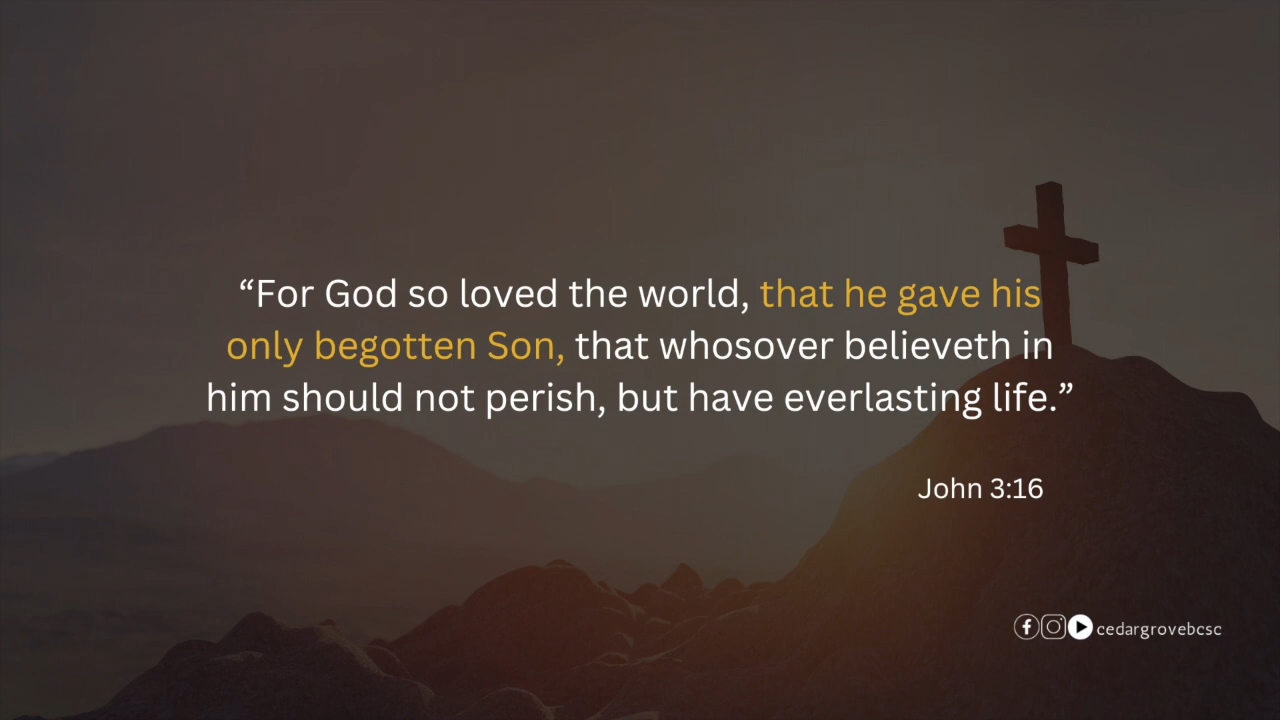 “For God so loved the world, that he gave his
only begotten Son, that whosover believeth in
him should not perish, but have everlasting life.”
John 3:16
cedargrovebcsc